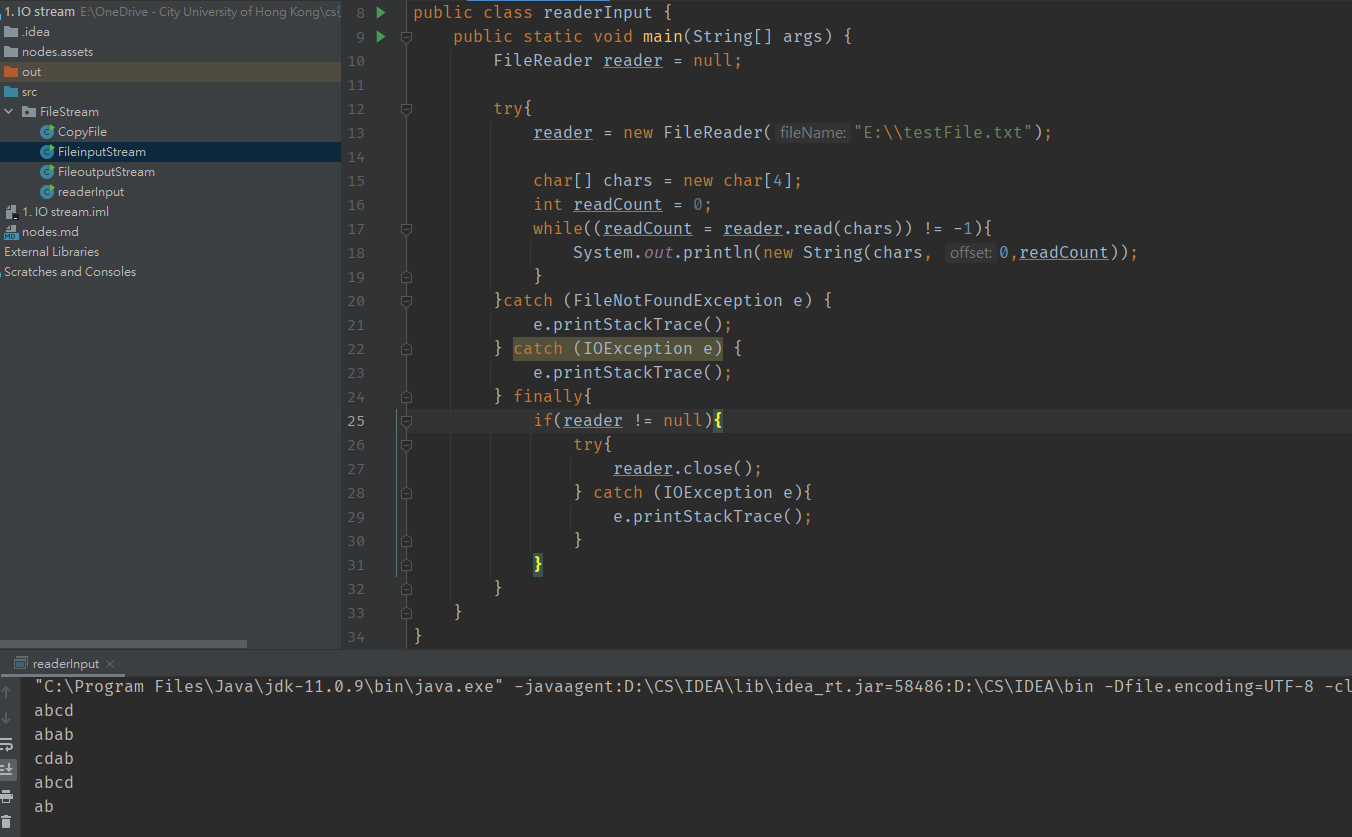 1. IO stream E:\OneDrive - City University of Hong Kong\cs\
.idea
nodes.assets
out
src
FileStream
CopyFile
FileinputStream
FileoutputStream
readerInput
1. IO stream.iml
nodes.md
External Libraries
Scratches and Consoles
8 public class readerInput {
9 public static void main(String[] args) {
10 FileReader reader = null;
11
12 try{
13 reader = new FileReader( fileName: "E:\\testFile.txt");
14
15 char[] chars = new char[4];
16 int readCount = 0;
17 while((readCount = reader.read(chars)) != -1){
18 System.out.println(new String(chars, offset: 0,readCount));
19 }
20 }catch (FileNotFoundException e) {
21 e.printStackTrace();
22 } catch (IOException e) {
23 e.printStackTrace();
24 } finally{
25 if(reader != null){
26 try{
27 reader.close();
28 } catch (IOException e){
29 e.printStackTrace();
30 }
31 }
32 }
33 }
34 }
readerInput
"C:\Program Files\Java\jdk-11.0.9\bin\java.exe" -javaagent:D:\CS\IDEA\lib\idea_rt.jar=58486:D:\CS\IDEA\bin -Dfile.encoding=UTF-8 -cl
abcd
abab
cdab
abcd
ab